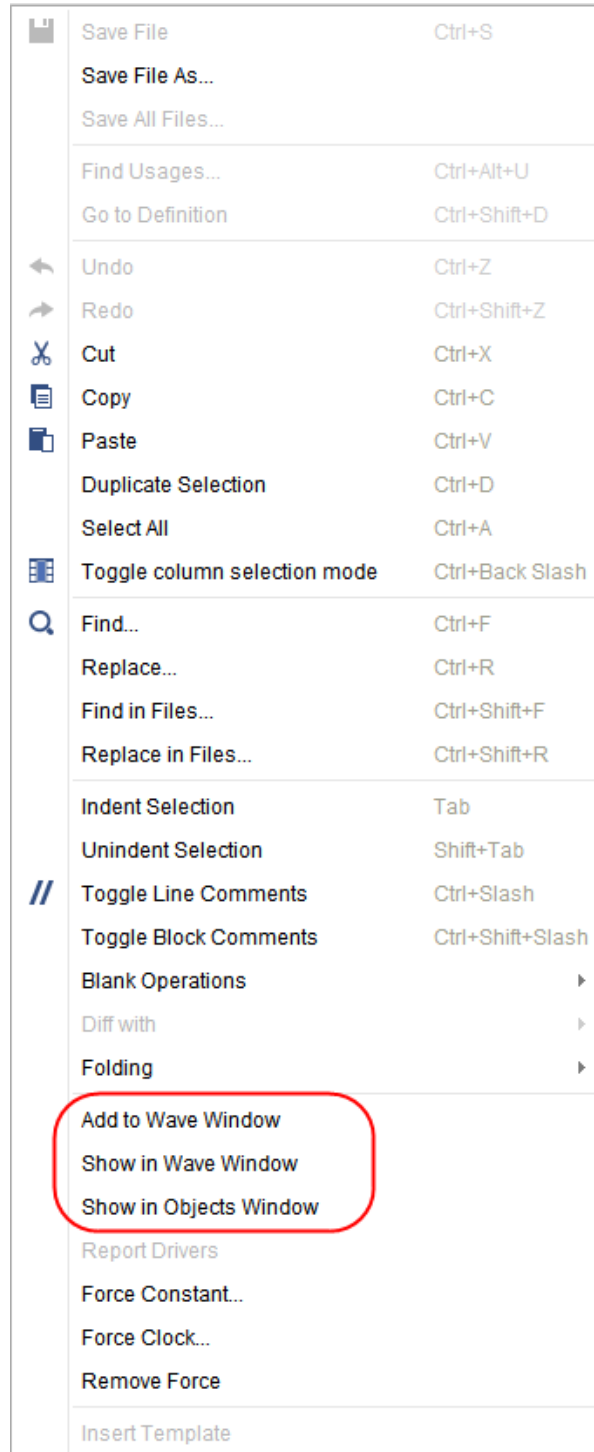 Save File Ctrl+S
Save File As...
Save All Files...
Find Usages... Ctrl+Alt+U
Go to Definition Ctrl+Shift+D
Undo Ctrl+Z
Redo Ctrl+Shift+Z
Cut Ctrl+X
Copy Ctrl+C
Paste Ctrl+V
Duplicate Selection Ctrl+D
Select All Ctrl+A
Toggle column selection mode Ctrl+Back Slash
Find... Ctrl+F
Replace... Ctrl+R
Find in Files... Ctrl+Shift+F
Replace in Files... Ctrl+Shift+R
Indent Selection Tab
Unindent Selection Shift+Tab
Toggle Line Comments Ctrl+Slash
Toggle Block Comments Ctrl+Shift+Slash
Blank Operations
Diff with
Folding
Add to Wave Window
Show in Wave Window
Show in Objects Window
Report Drivers
Force Constant...
Force Clock...
Remove Force
Insert Template